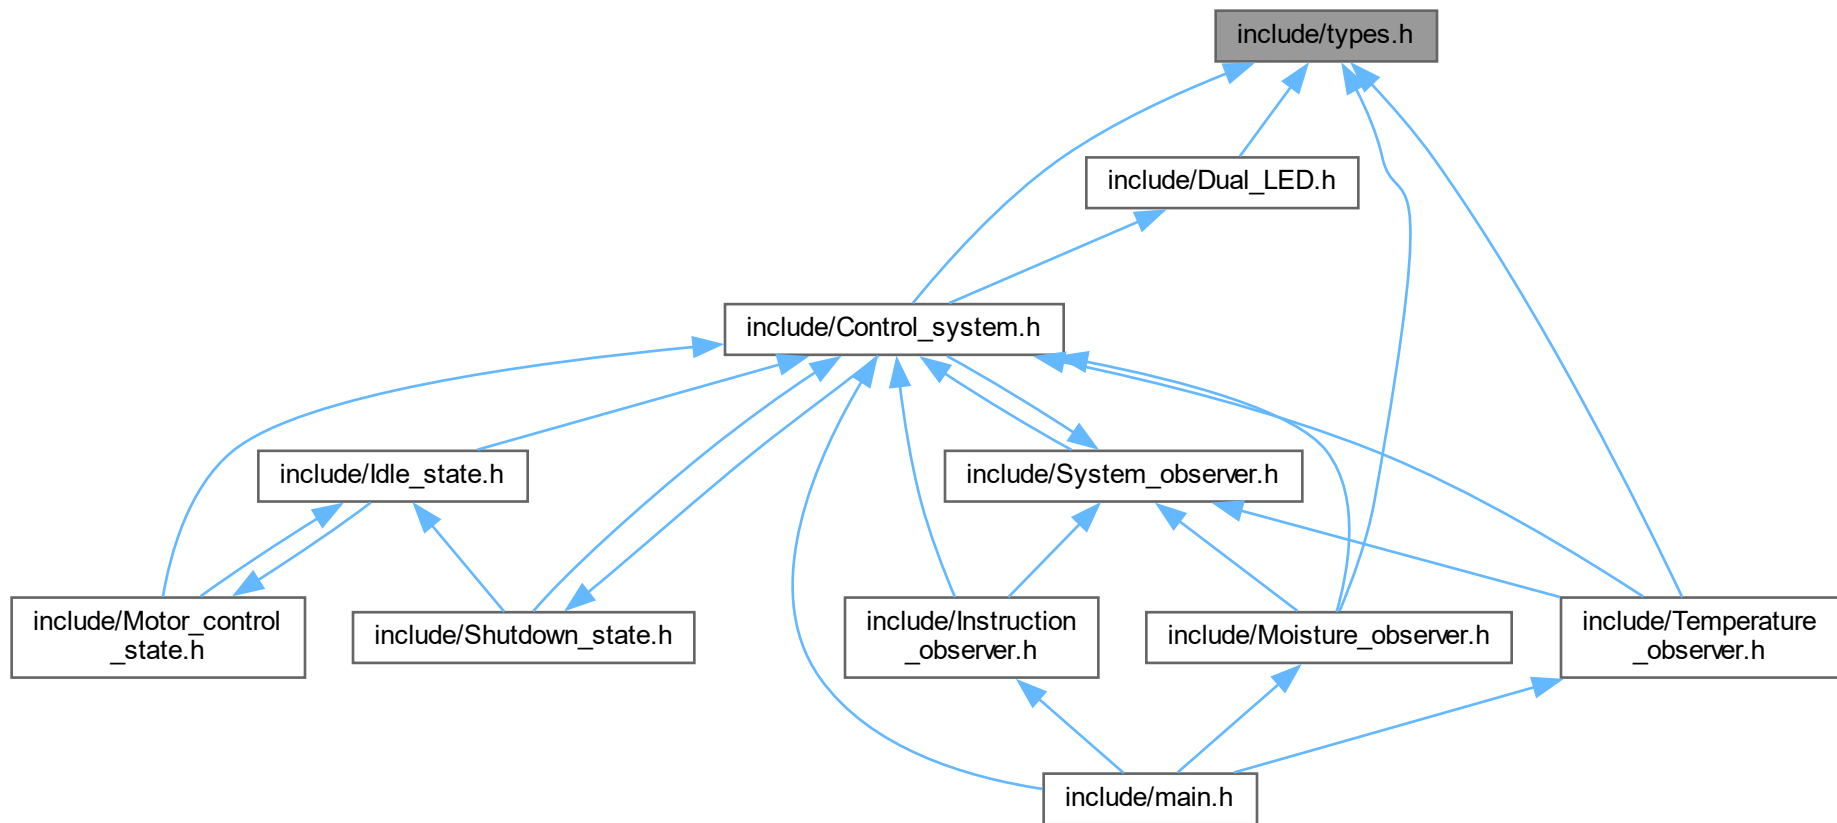 include/types.h
include/Dual_LED.h
include/Control_system.h
include/Idle_state.h
include/System_observer.h
include/Motor_control
_state.h
include/Shutdown_state.h
include/Instruction
_observer.h
include/Moisture_observer.h
include/Temperature
_observer.h
include/main.h